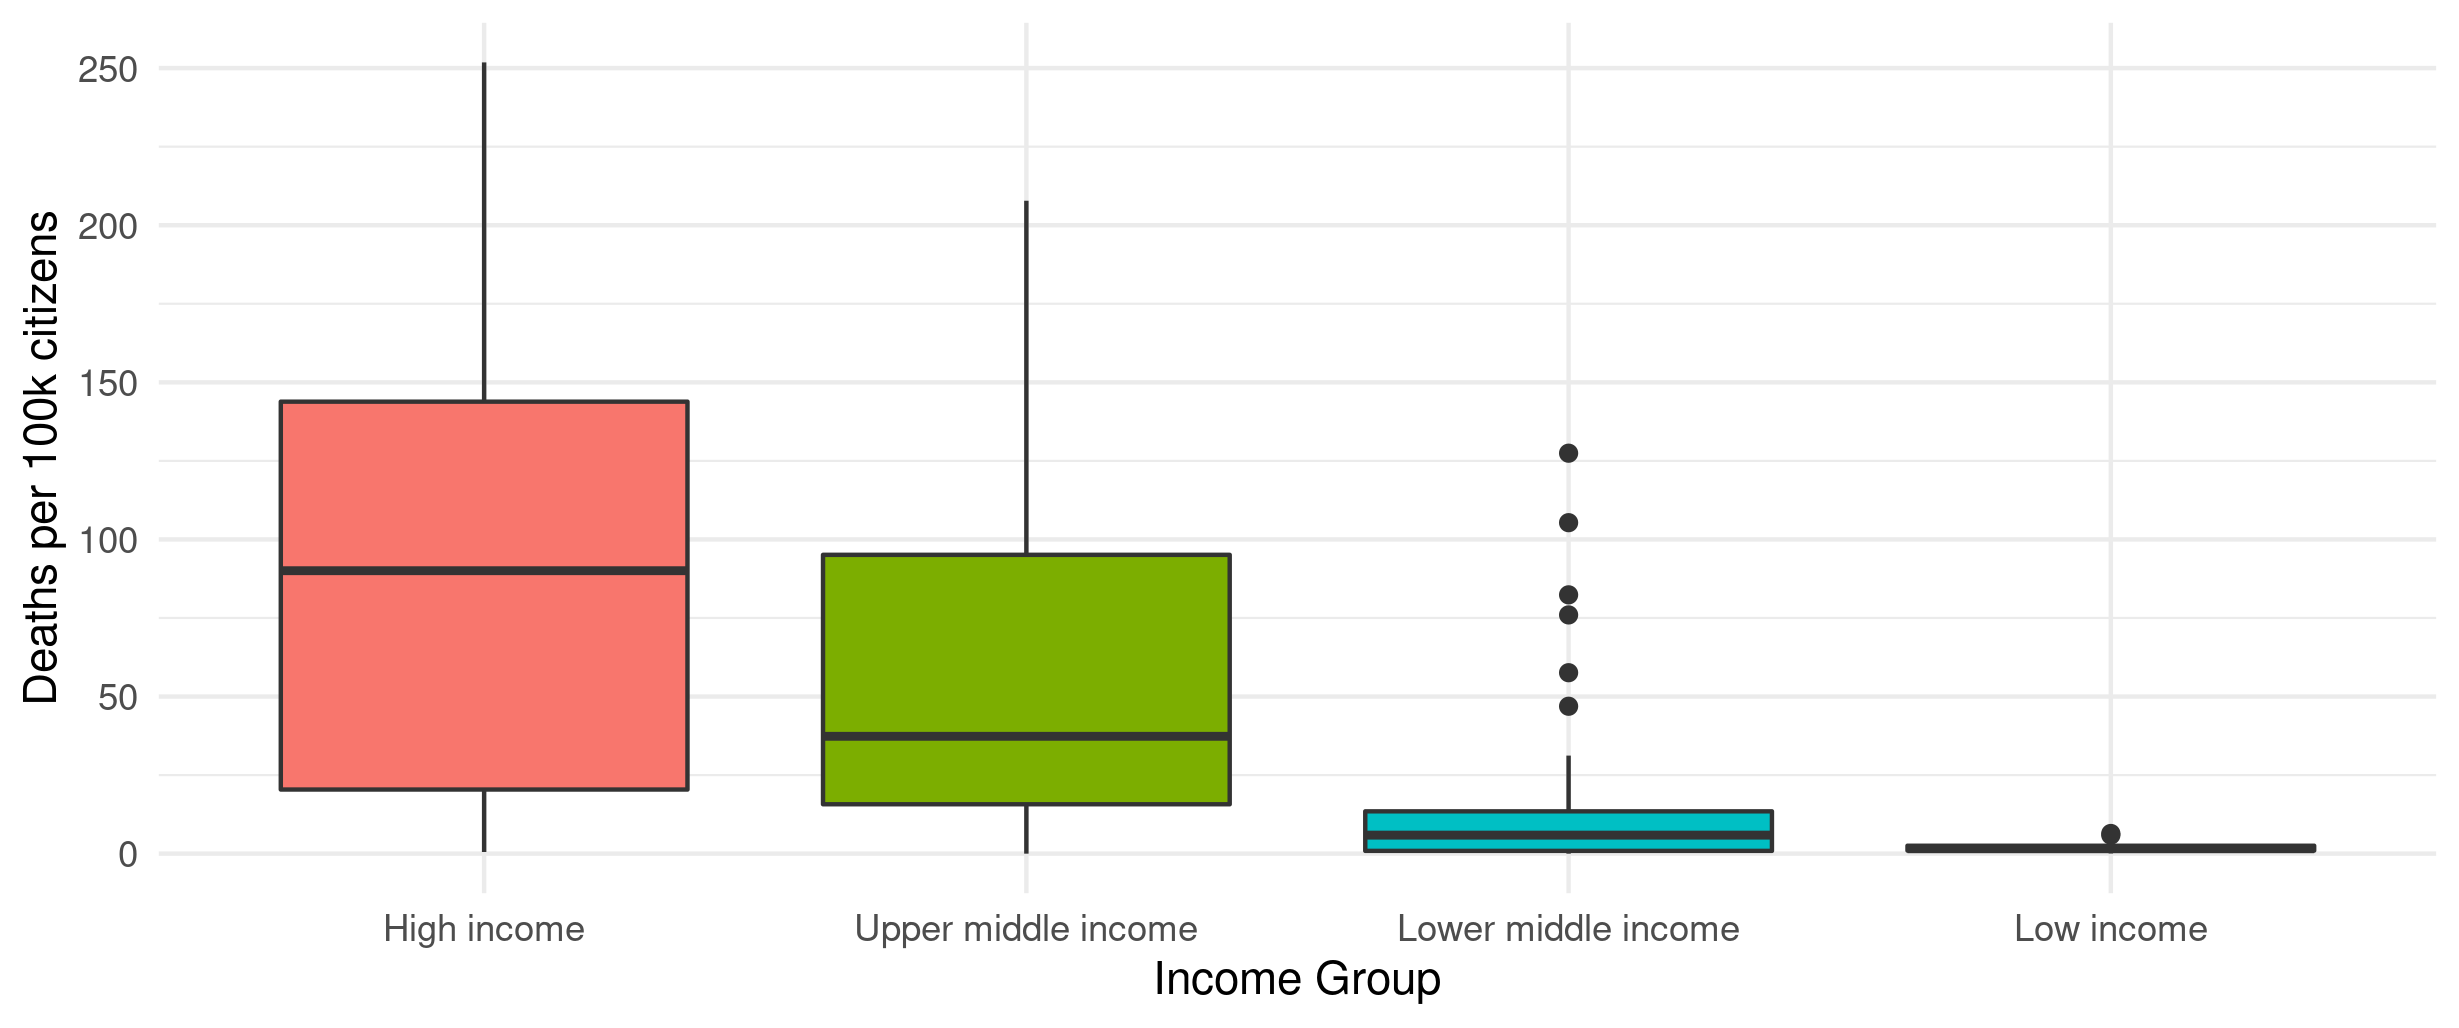 Deaths per 100k citizens
250
200
150
100
50
0
High income
Upper middle income
Lower middle income
Low income
Income Group